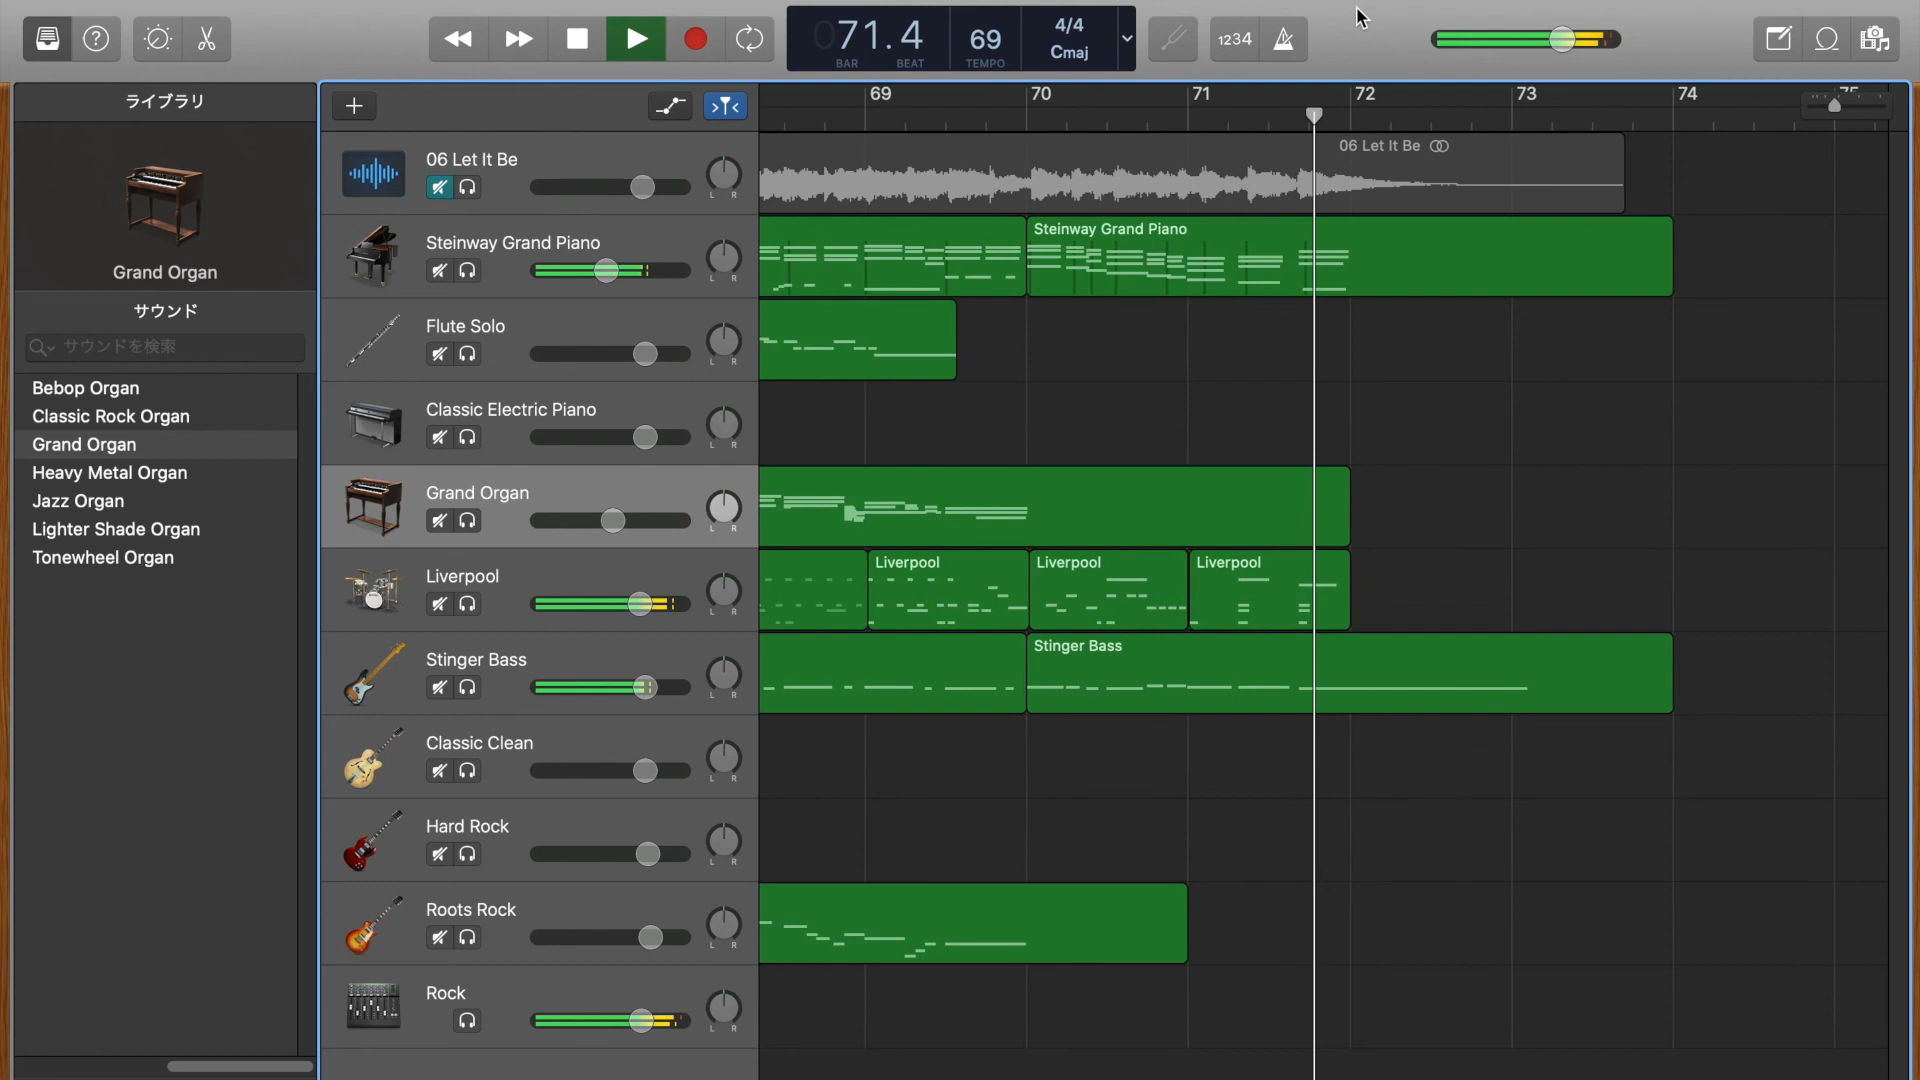 071.4
BAR
BEAT
69
TEMPO
4/4
Cmaj
1234
ライブラリ
Grand Organ
サウンド
サウンドを検索
Bebop Organ
Classic Rock Organ
Grand Organ
Heavy Metal Organ
Jazz Organ
Lighter Shade Organ
Tonewheel Organ
69
70
71
72
73
74
75
06 Let It Be
L R
06 Let It Be
Steinway Grand Piano
L R
Steinway Grand Piano
Flute Solo
L R
Classic Electric Piano
L R
Grand Organ
L R
Liverpool
L R
Liverpool
Liverpool
Liverpool
Stinger Bass
L R
Stinger Bass
Classic Clean
L R
Hard Rock
L R
Roots Rock
L R
Rock
L R